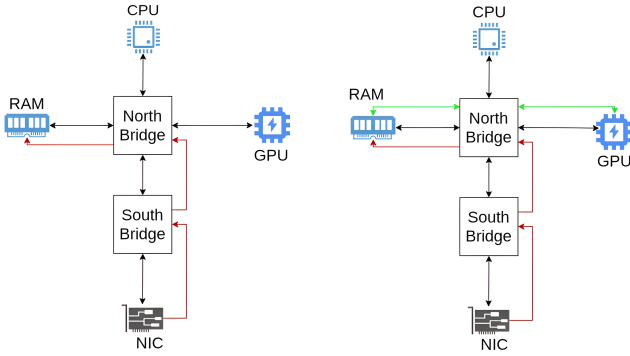 CPU
RAM
North
Bridge
GPU
South
Bridge
NIC
CPU
RAM
North
Bridge
GPU
South
Bridge
NIC